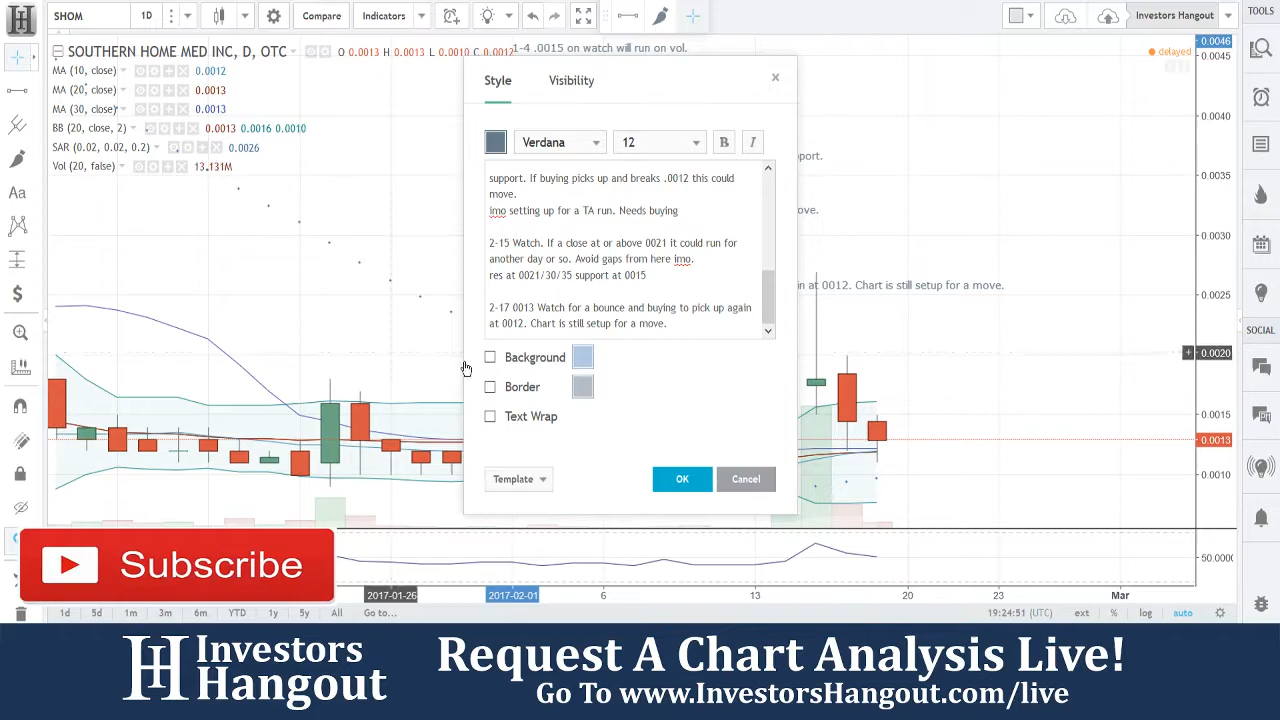 SHOM 1D Compare Indicators Investors Hangout TOOLS
SOUTHERN HOME MED INC, D, OTC O 0.0013 H 0.0013 L 0.0010 C 0.0012
1-4 .0015 on watch will run on vol.
delayed
MA (10, close) 0.0012
MA (20, close) 0.0013
MA (30, close) 0.0013
BB (20, close, 2) 0.0013 0.0016 0.0010
SAR (0.02, 0.02, 0.2) 0.0026
Vol (20, false) 13.131M
Aa
$
Style Visibility
×
Verdana 12 B I
support. If buying picks up and breaks .0012 this could
move.
imo setting up for a TA run. Needs buying
2-15 Watch. If a close at or above 0021 it could run for
another day or so. Avoid gaps from here imo.
res at 0021/30/35 support at 0015
2-17 0013 Watch for a bounce and buying to pick up again
at 0012. Chart is still setup for a move.
Background
Border
Text Wrap
Template OK Cancel
port.
ve.
in at 0012. Chart is still setup for a move.
0.0046
0.0045
0.0040
0.0035
0.0030
0.0025
+ 0.0020
0.0015
0.0013
0.0010
50.0000
SOCIAL
2017-01-26 2017-02-01 6 13 20 23 Mar
1d 5d 1m 3m 6m YTD 1y 5y All Go to... 19:24:51 (UTC) ext % log auto
Subscribe
Investors
Hangout
Request A Chart Analysis Live!
Go To www.InvestorsHangout.com/live